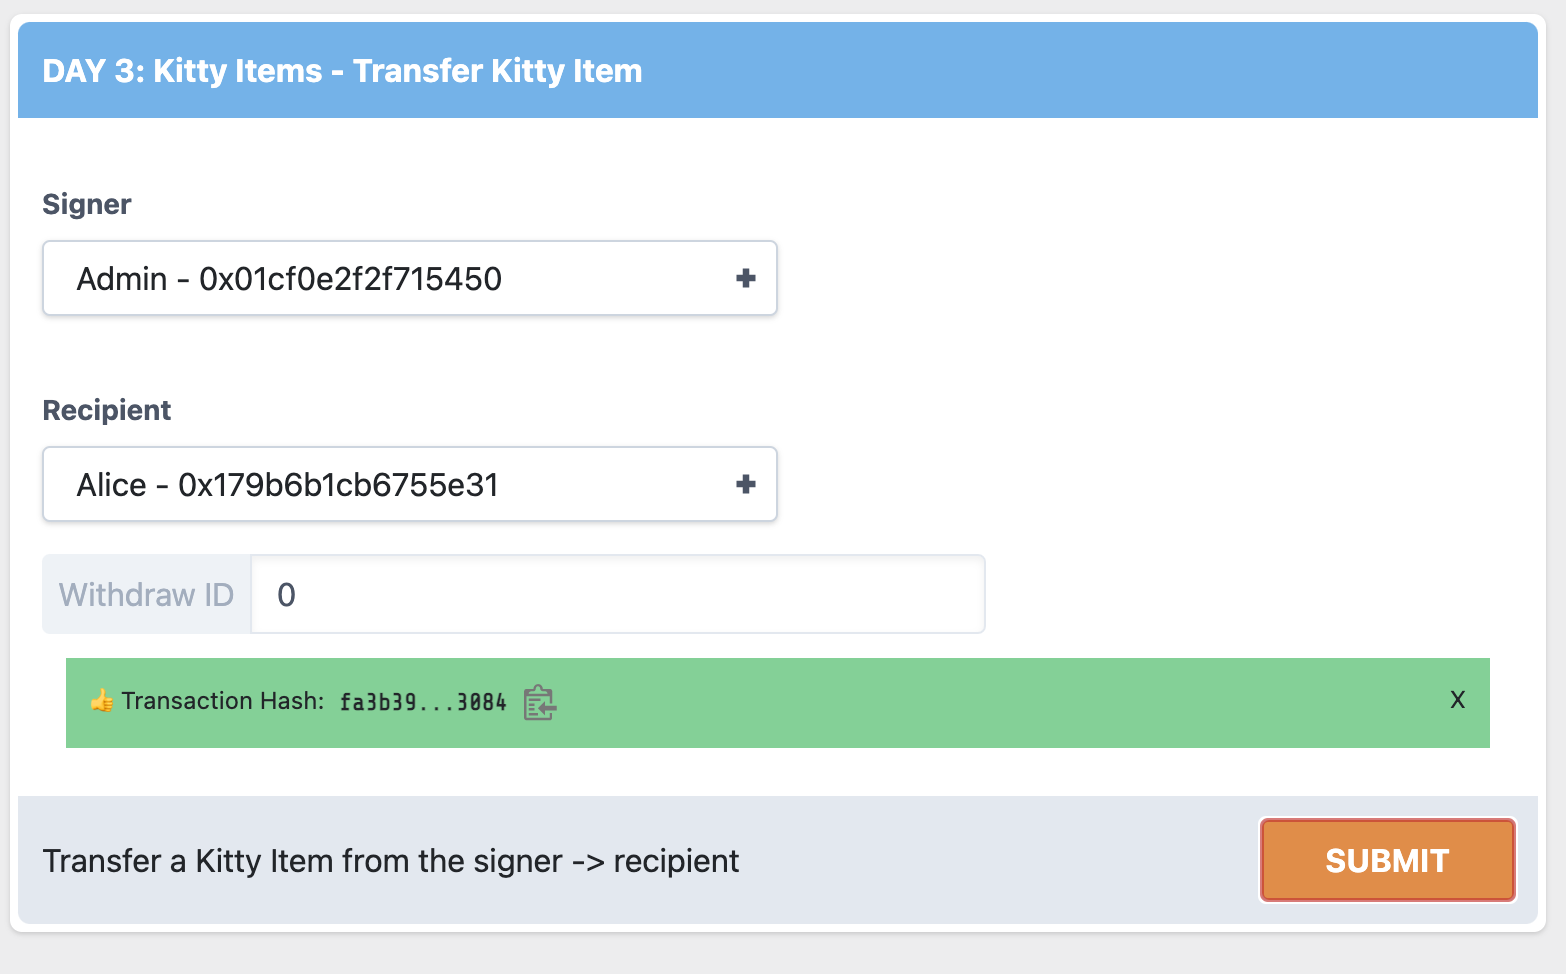 DAY 3: Kitty Items - Transfer Kitty Item
Signer
Admin - 0x01cf0e2f2f715450
Recipient
Alice - 0x179b6b1cb6755e31
Withdraw ID 0
👍 Transaction Hash: fa3b39...3084 X
Transfer a Kitty Item from the signer -> recipient SUBMIT